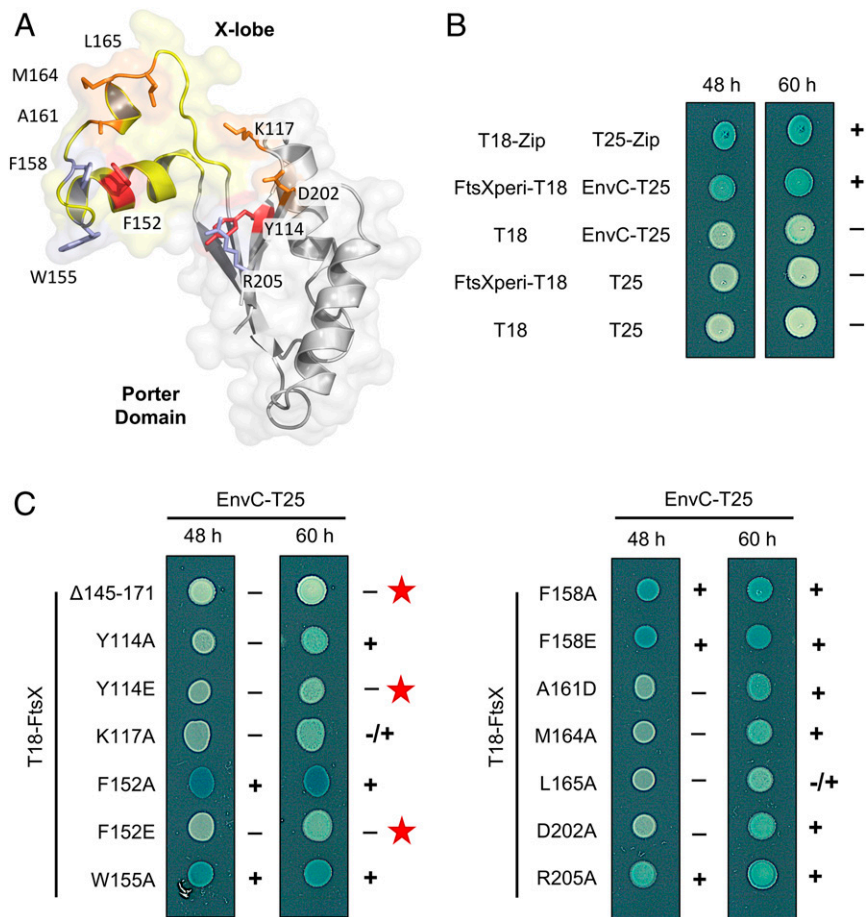 A
X-lobe
L165
M164
A161
F158
W155
F152
K117
D202
Y114
R205
Porter
Domain
B
48 h 60 h
T18-Zip T25-Zip +
FtsXperi-T18 EnvC-T25 +
T18 EnvC-T25 –
FtsXperi-T18 T25 –
T18 T25 –
C
EnvC-T25
48 h 60 h
T18-FtsX
Δ145-171 – –
Y114A – +
Y114E – –
K117A – -/+
F152A + +
F152E – –
W155A + +
EnvC-T25
48 h 60 h
T18-FtsX
F158A + +
F158E + +
A161D – +
M164A – +
L165A – -/+
D202A – +
R205A + +